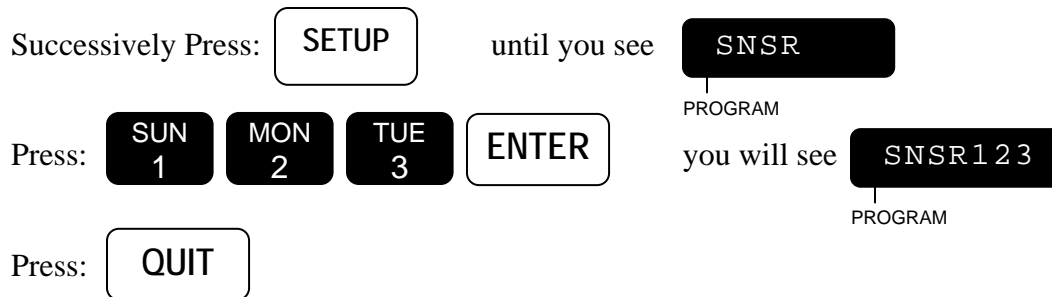 Successively Press: SETUP until you see SNSR
PROGRAM
Press: SUN 1 MON 2 TUE 3 ENTER you will see SNSR123
PROGRAM
Press: QUIT